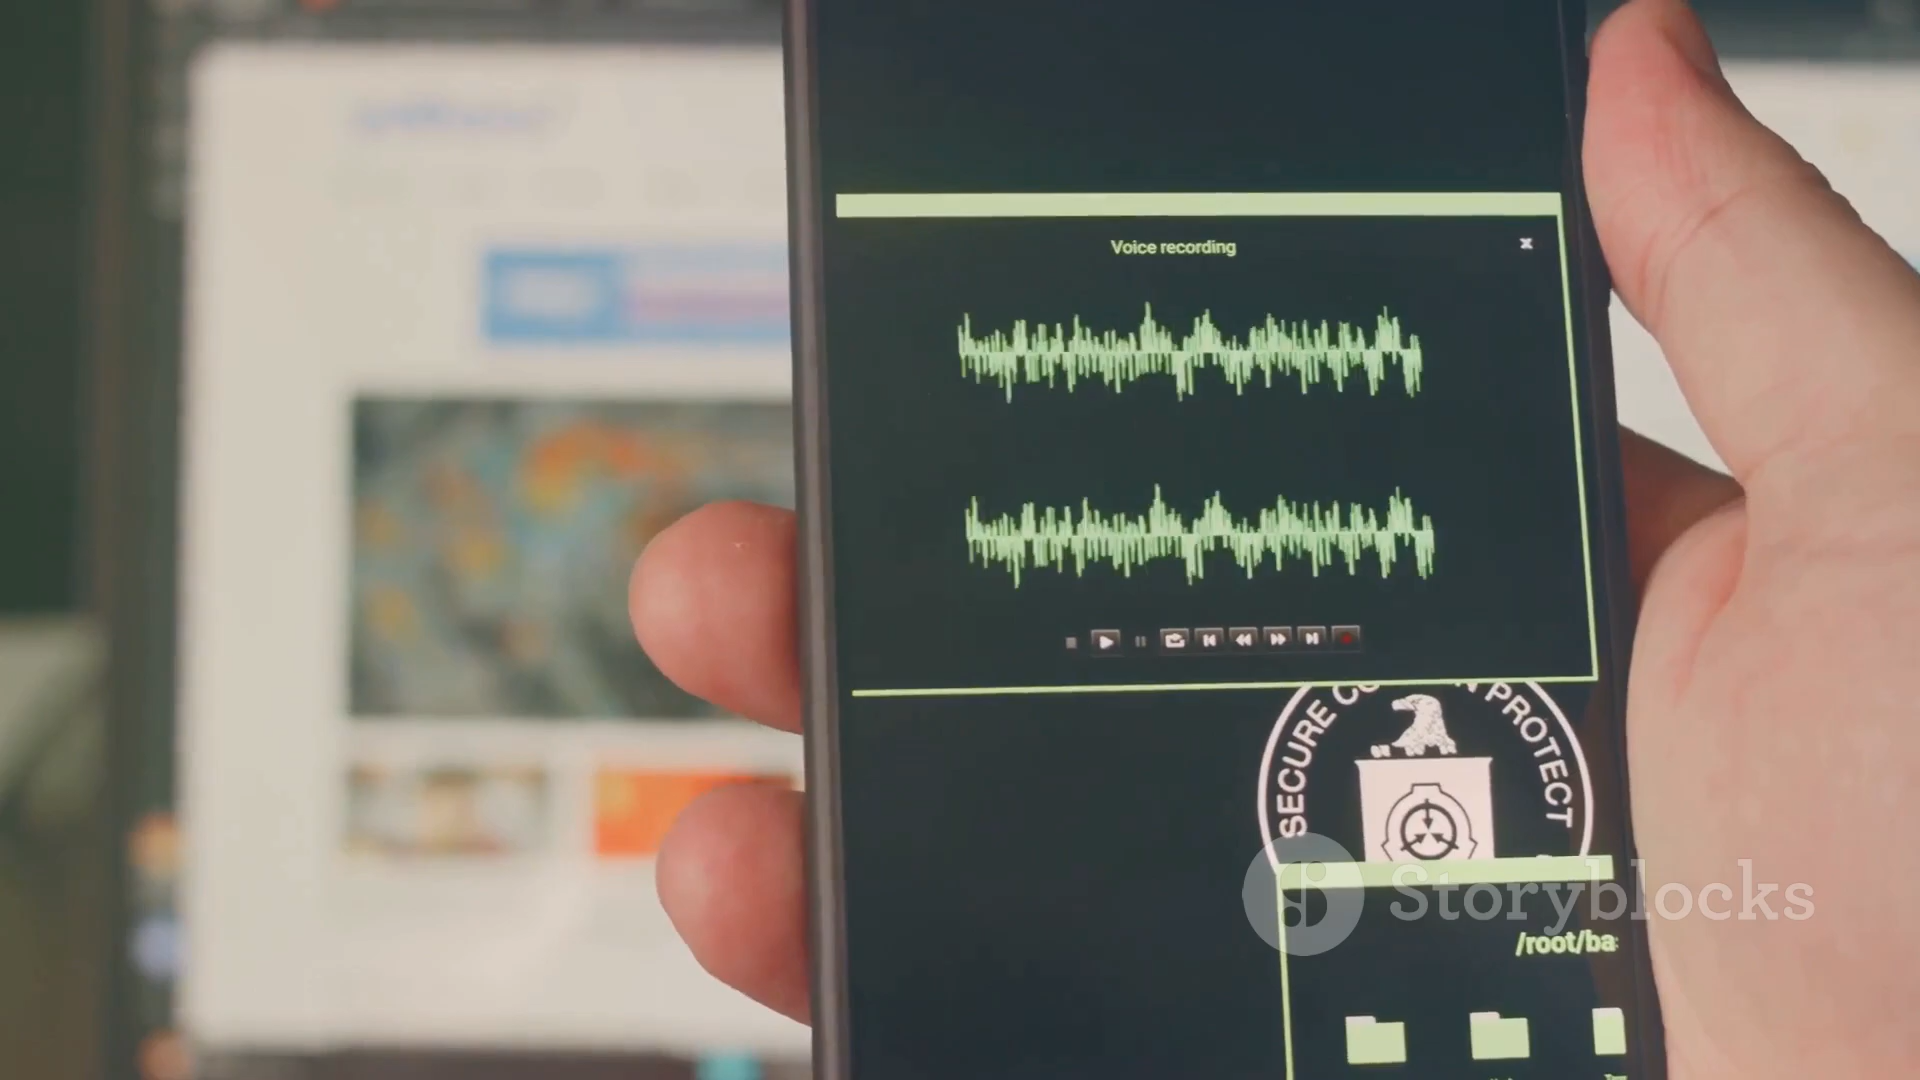 Voice recording
SECURE
PROTECT
Storyblocks
/root/ba